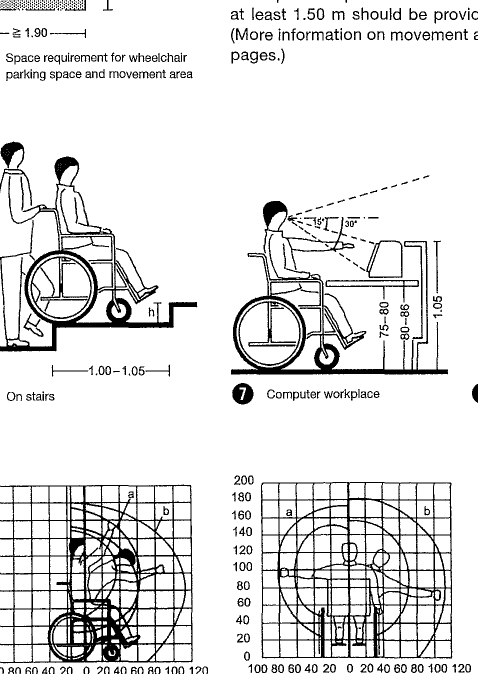 at least 1.50 m should be provid
≧ 1.90
(More information on movement a
pages.)
Space requirement for wheelchair
parking space and movement area
15°
30°
h
75–80
80–86
1.05
1.00–1.05
On stairs
7 Computer workplace
a
b
200
180
160
140
120
100
80
60
40
20
0
a
b
80 60 40 20 0 20 40 60 80 100 120
100 80 60 40 20 0 20 40 60 80 100 120